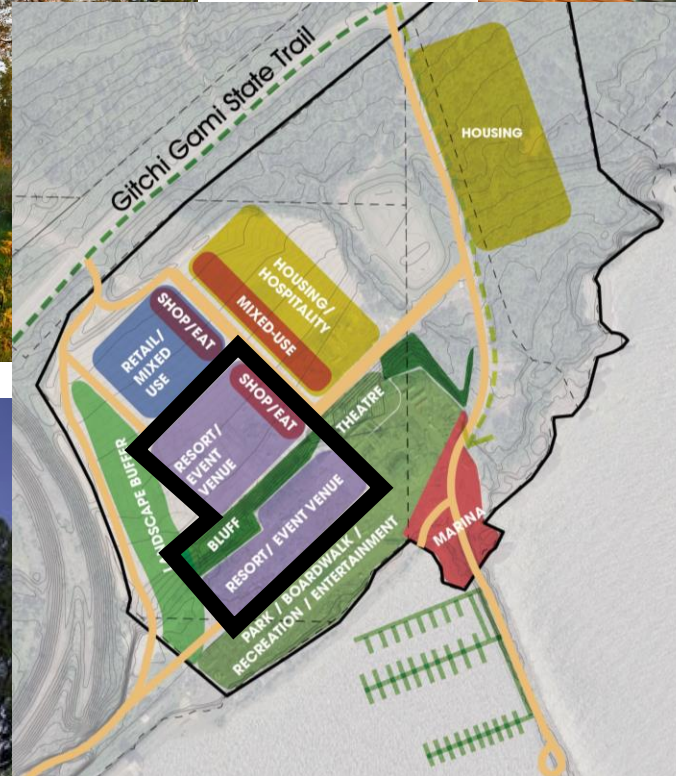 Gitchi Gami State Trail
HOUSING
HOUSING/
HOSPITALITY
MIXED-USE
SHOP/EAT
RETAIL/
MIXED
USE
SHOP/EAT
RESORT/
EVENT
VENUE
THEATRE
LANDSCAPE BUFFER
BLUFF
RESORT/ EVENT VENUE
MARINA
PARK / BOARDWALK /
RECREATION / ENTERTAINMENT